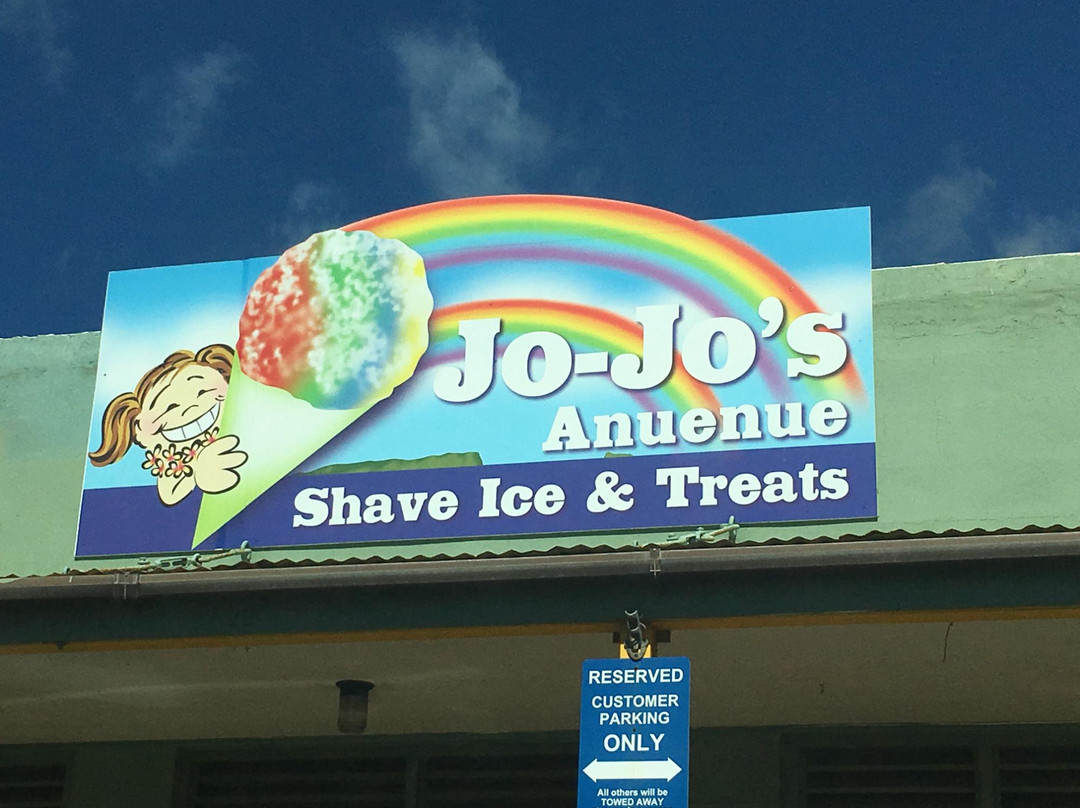 Jo-Jo's
Anuenue
Shave Ice & Treats
RESERVED
CUSTOMER
PARKING
ONLY
All others will be
TOWED AWAY